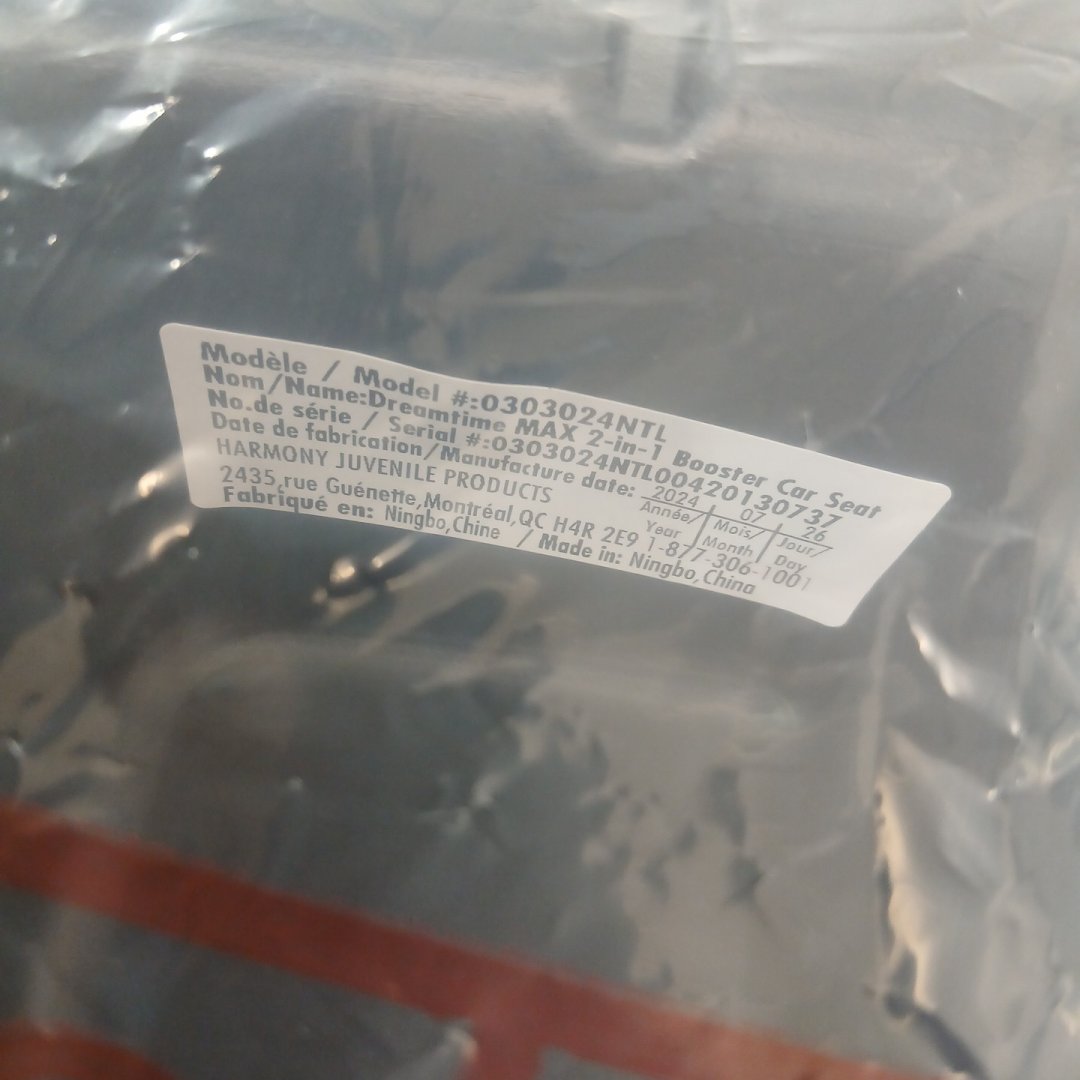 Modèle / Model #:0303024NTL
Nom/Name:Dreamtime MAX 2-in-1 Booster Car Seat
No.de série / Serial #:0303024NTL00420130737
Date de fabrication/Manufacture date: 2024 / 07 / 26
Année/ Mois/ Jour/
Year Month Day
HARMONY JUVENILE PRODUCTS
2435,rue Guénette,Montréal,QC H4R 2E9 1-877-306-1001
Fabriqué en: Ningbo,Chine / Made in: Ningbo,China